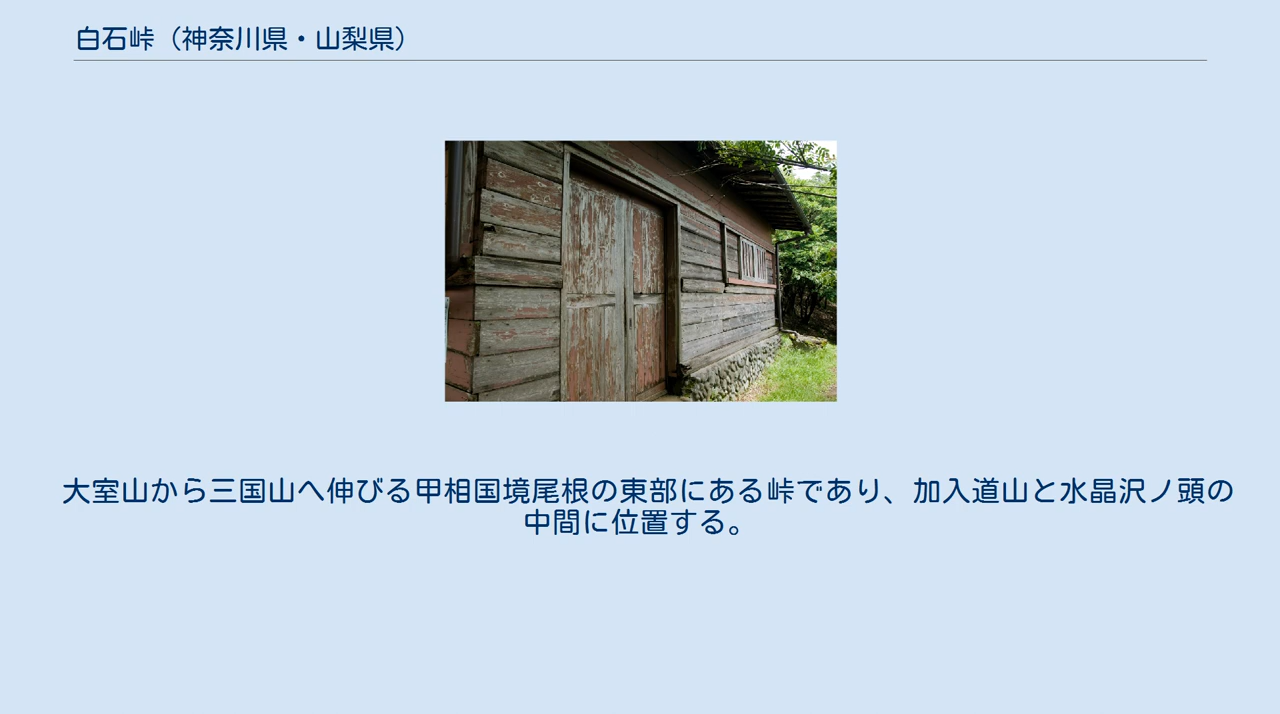 白石峠（神奈川県・山梨県）
大室山から三国山へ伸びる甲相国境尾根の東部にある峠であり、加入道山と水晶沢ノ頭の
中間に位置する。